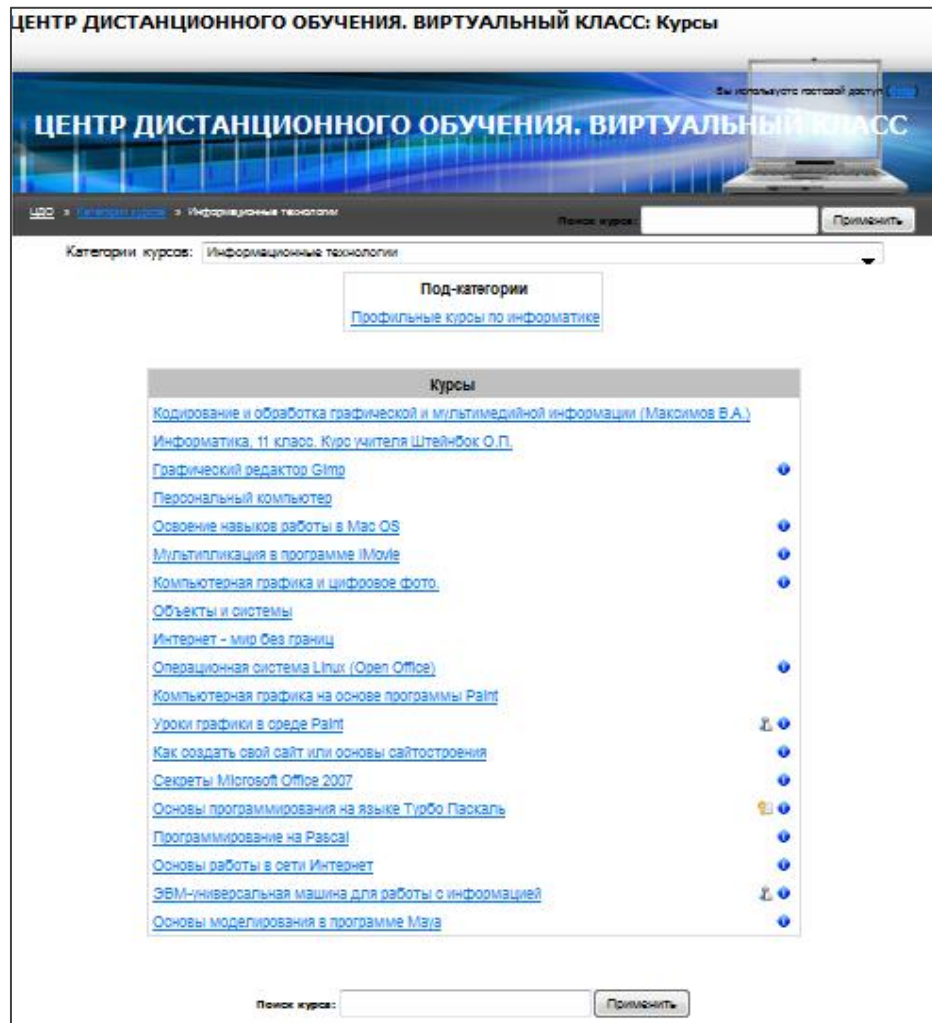 ЦЕНТР ДИСТАНЦИОННОГО ОБУЧЕНИЯ. ВИРТУАЛЬНЫЙ КЛАСС: Курсы
Вы используете гостевой доступ (
ЦЕНТР ДИСТАНЦИОННОГО ОБУЧЕНИЯ. ВИРТУАЛЬНЫЙ КЛАСС
ЦДО » Категории курсов » Информационные технологии
Поиск курса: Применить
Категории курсов: Информационные технологии
Под-категории
Профильные курсы по информатике
Курсы
Кодирование и обработка графической и мультимедийной информации (Максимов В.А.)
Информатика, 11 класс. Курс учителя Штейнбок О.П.
Графический редактор Gimp
Персональный компьютер
Освоение навыков работы в Mac OS
Мультипликация в программе iMovie
Компьютерная графика и цифровое фото.
Объекты и системы
Интернет - мир без границ
Операционная система Linux (Open Office)
Компьютерная графика на основе программы Paint
Уроки графики в среде Paint
Как создать свой сайт или основы сайтостроения
Секреты Microsoft Office 2007
Основы программирования на языке Турбо Паскаль
Программирование на Pascal
Основы работы в сети Интернет
ЭВМ-универсальная машина для работы с информацией
Основы моделирования в программе Maya
Поиск курса: Применить